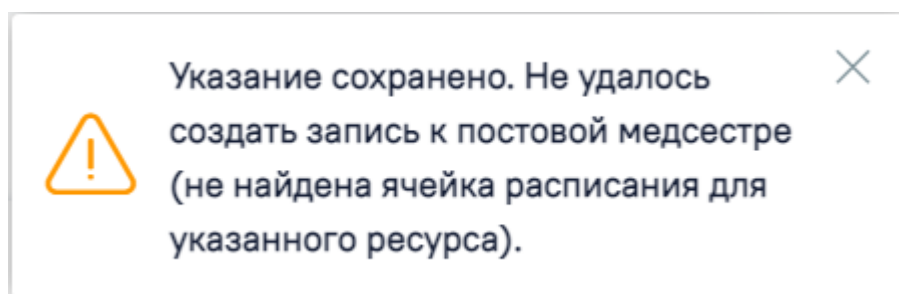 Указание сохранено. Не удалось
создать запись к постовой медсестре
(не найдена ячейка расписания для
указанного ресурса).